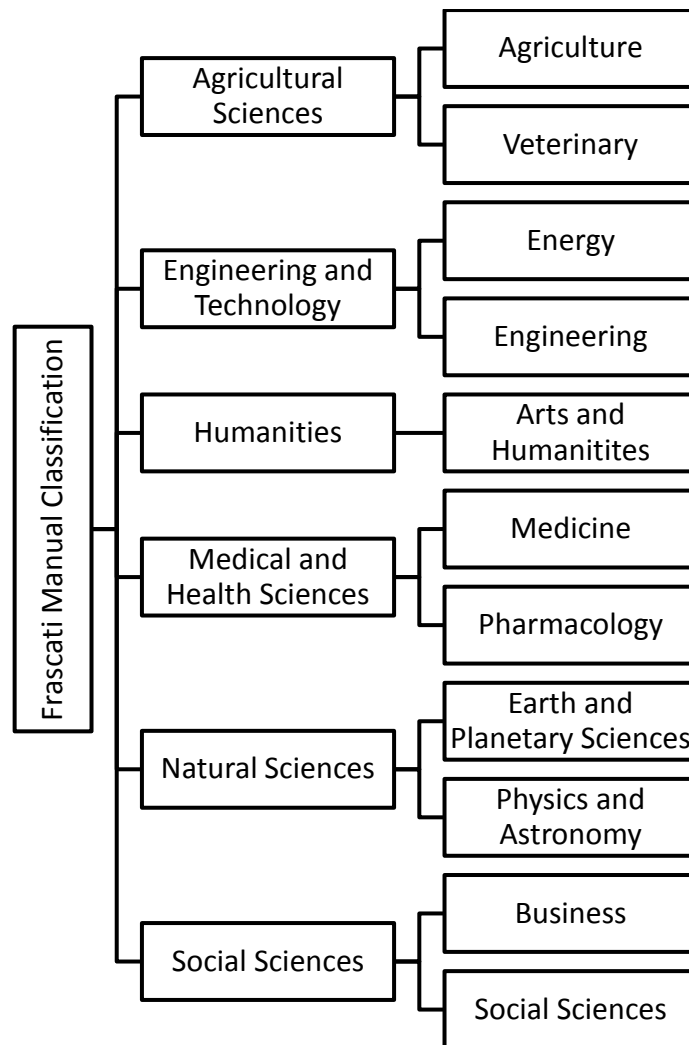 Frascati Manual Classification
Agricultural
Sciences
Agriculture
Veterinary
Engineering and
Technology
Energy
Engineering
Humanities
Arts and
Humanitites
Medical and
Health Sciences
Medicine
Pharmacology
Natural Sciences
Earth and
Planetary Sciences
Physics and
Astronomy
Social Sciences
Business
Social Sciences